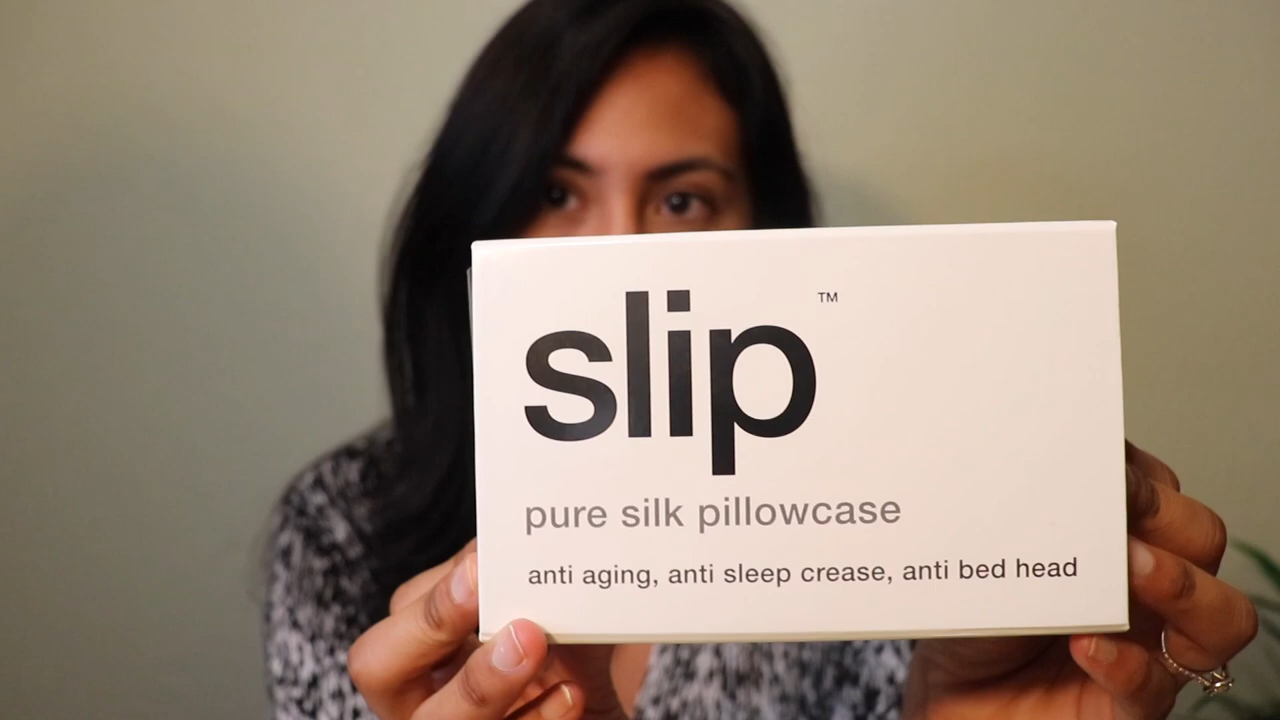 slip™
pure silk pillowcase
anti aging, anti sleep crease, anti bed head